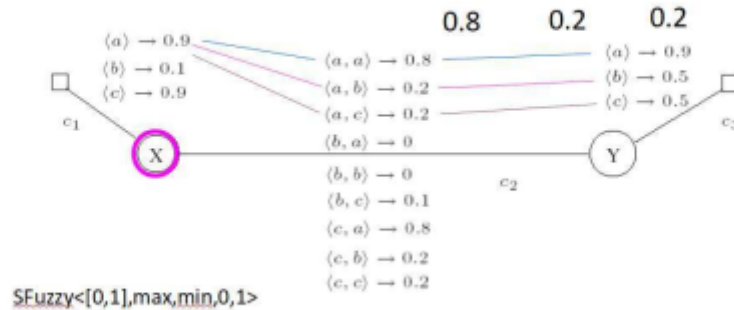 0.8 0.2 0.2
⟨a⟩ → 0.9
⟨b⟩ → 0.1
⟨c⟩ → 0.9
c₁
X
⟨a, a⟩ → 0.8
⟨a, b⟩ → 0.2
⟨a, c⟩ → 0.2
⟨b, a⟩ → 0
⟨b, b⟩ → 0
⟨b, c⟩ → 0.1
⟨c, a⟩ → 0.8
⟨c, b⟩ → 0.2
⟨c, c⟩ → 0.2
c₂
⟨a⟩ → 0.9
⟨b⟩ → 0.5
⟨c⟩ → 0.5
Y
SFuzzy<[0,1],max,min,0,1>